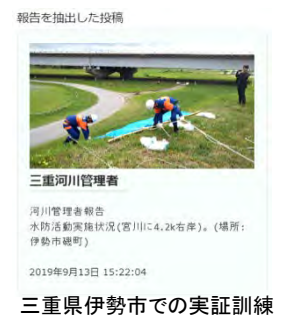 報告を抽出した投稿
三重河川管理者
河川管理者報告
水防活動実施状況(宮川に4.2k右岸)。(場所:
伊勢市磯町)
2019年9月13日 15:22:04
三重県伊勢市での実証訓練